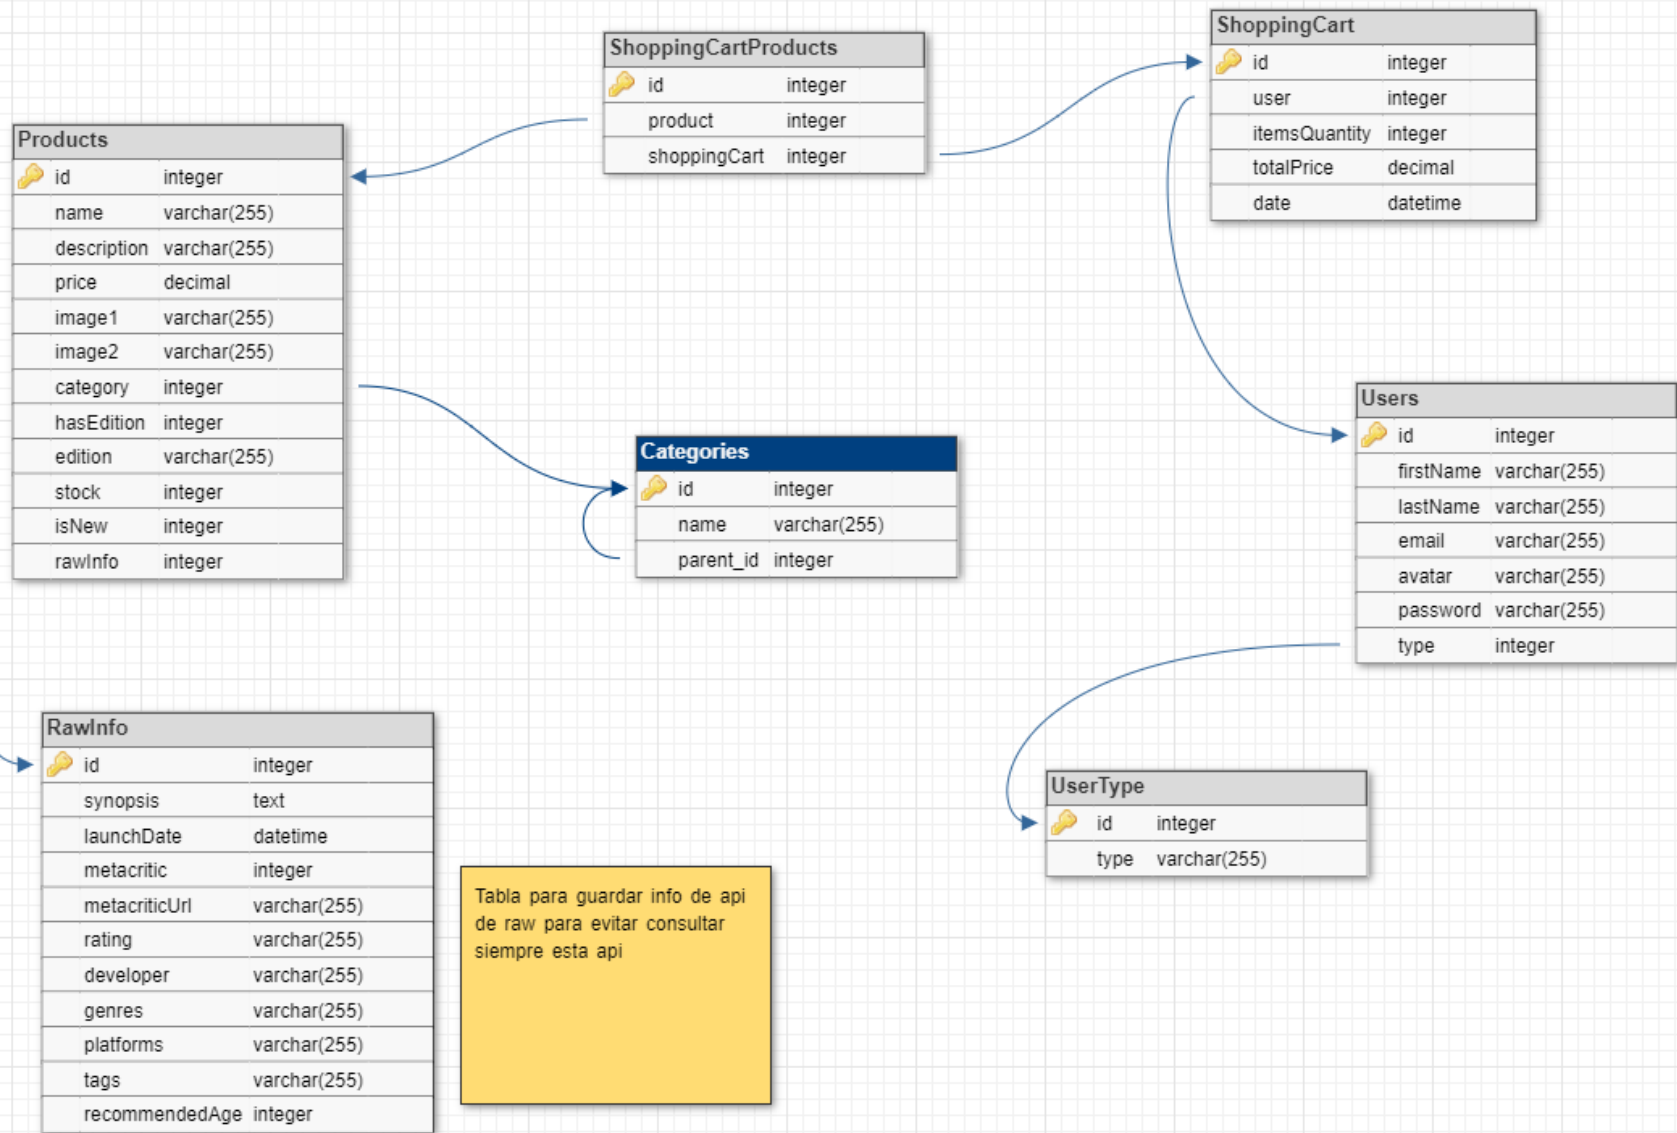 ShoppingCartProducts
id integer
product integer
shoppingCart integer
ShoppingCart
id integer
user integer
itemsQuantity integer
totalPrice decimal
date datetime
Products
id integer
name varchar(255)
description varchar(255)
price decimal
image1 varchar(255)
image2 varchar(255)
category integer
hasEdition integer
edition varchar(255)
stock integer
isNew integer
rawInfo integer
Categories
id integer
name varchar(255)
parent_id integer
Users
id integer
firstName varchar(255)
lastName varchar(255)
email varchar(255)
avatar varchar(255)
password varchar(255)
type integer
RawInfo
id integer
synopsis text
launchDate datetime
metacritic integer
metacriticUrl varchar(255)
rating varchar(255)
developer varchar(255)
genres varchar(255)
platforms varchar(255)
tags varchar(255)
recommendedAge integer
Tabla para guardar info de api
de raw para evitar consultar
siempre esta api
UserType
id integer
type varchar(255)